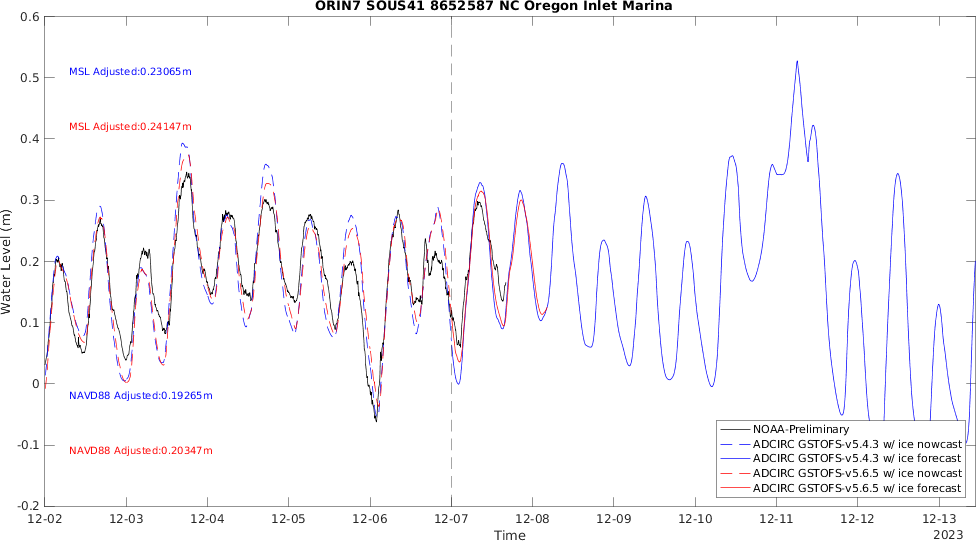 ORIN7 SOUS41 8652587 NC Oregon Inlet Marina
0.6
0.5
0.4
0.3
0.2
0.1
0
-0.1
-0.2
Water Level (m)
MSL Adjusted:0.23065m
MSL Adjusted:0.24147m
NAVD88 Adjusted:0.19265m
NAVD88 Adjusted:0.20347m
NOAA-Preliminary
ADCIRC GSTOFS-v5.4.3 w/ ice nowcast
ADCIRC GSTOFS-v5.4.3 w/ ice forecast
ADCIRC GSTOFS-v5.6.5 w/ ice nowcast
ADCIRC GSTOFS-v5.6.5 w/ ice forecast
12-02 12-03 12-04 12-05 12-06 12-07 12-08 12-09 12-10 12-11 12-12 12-13
Time
2023